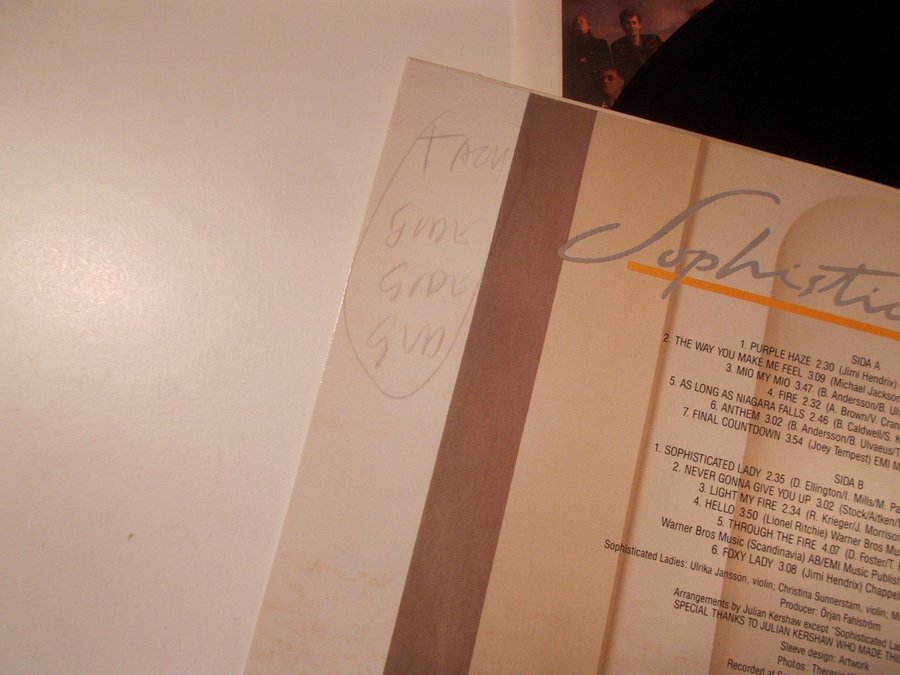 Sophistic
SIDA A
1. PURPLE HAZE 2.30 (Jimi Hendrix)
2. THE WAY YOU MAKE ME FEEL 3.09 (Michael Jackson
3. MIO MY MIO 3.47 (B. Andersson/B. Ulv
4. FIRE 2.32 (A. Brown/V. Cran
5. AS LONG AS NIAGARA FALLS 2.46 (B. Caldwell/S. K
6. ANTHEM 3.02 (B. Andersson/B. Ulvaeus/T.
7. FINAL COUNTDOWN 3.54 (Joey Tempest) EMI M
SIDA B
1. SOPHISTICATED LADY 2.35 (D. Ellington/I. Mills/M. Pa
2. NEVER GONNA GIVE YOU UP 3.02 (Stock/Aitken/
3. LIGHT MY FIRE 2.34 (R. Krieger/J. Morrison
4. HELLO 3.50 (Lionel Ritchie) Warner Bros Mu
5. THROUGH THE FIRE 4.07 (D. Foster/T.
Warner Bros Music (Scandinavia) AB/EMI Music Publish
6. FOXY LADY 3.08 (Jimi Hendrix) Chappel
Sophisticated Ladies: Ulrika Jansson, violin; Christina Sunnerstam, violin; M
Producer: Örjan Fahlström
Arrangements by Julian Kershaw except "Sophisticated La
SPECIAL THANKS TO JULIAN KERSHAW WHO MADE THIS
Sleeve design: Artwork
Photos: Theresia
Recorded at S